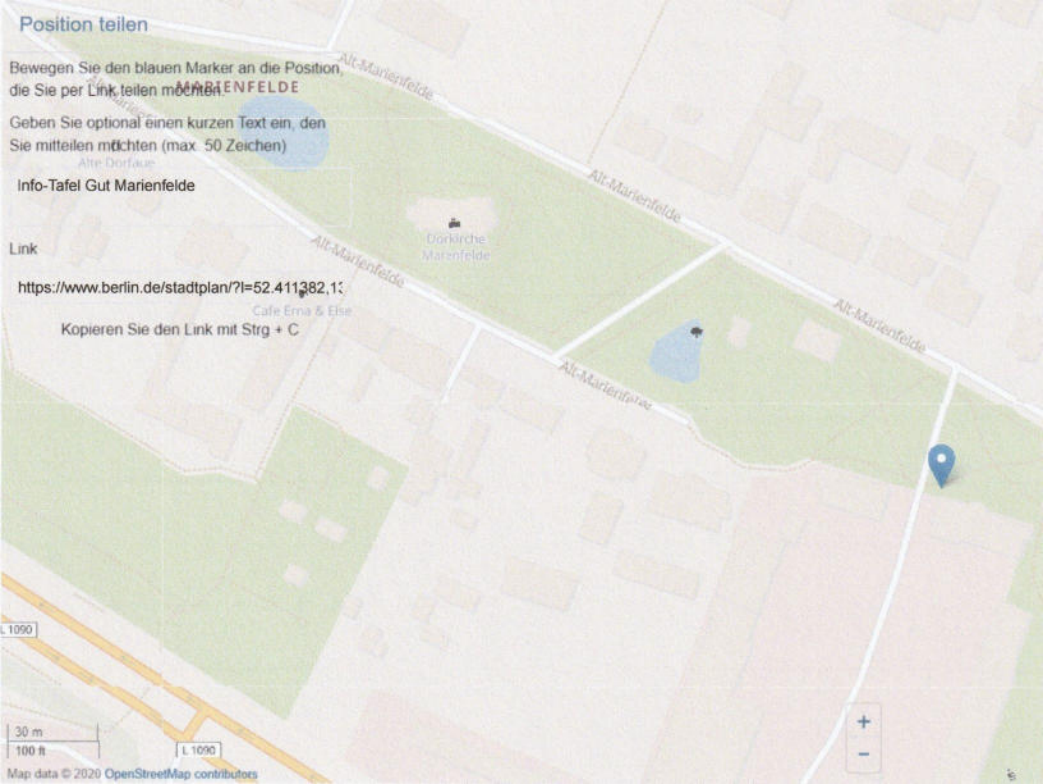 Position teilen
Bewegen Sie den blauen Marker an die Position,
die Sie per Link teilen möchten.
MARIENFELDE
Geben Sie optional einen kurzen Text ein, den
Sie mitteilen möchten (max. 50 Zeichen)
Alte Dorfaue
Info-Tafel Gut Marienfelde
Link
https://www.berlin.de/stadtplan/?l=52.411382,13
Cafe Erna & Else
Kopieren Sie den Link mit Strg + C
Alt-Marienfelde
Alt-Marienfelde
Dorkirche
Marienfelde
Alt-Marienfelde
Alt-Marienfelde
Alt-Marienfelde
L 1090
30 m
100 ft
L 1090
+
−
Map data © 2020 OpenStreetMap contributors